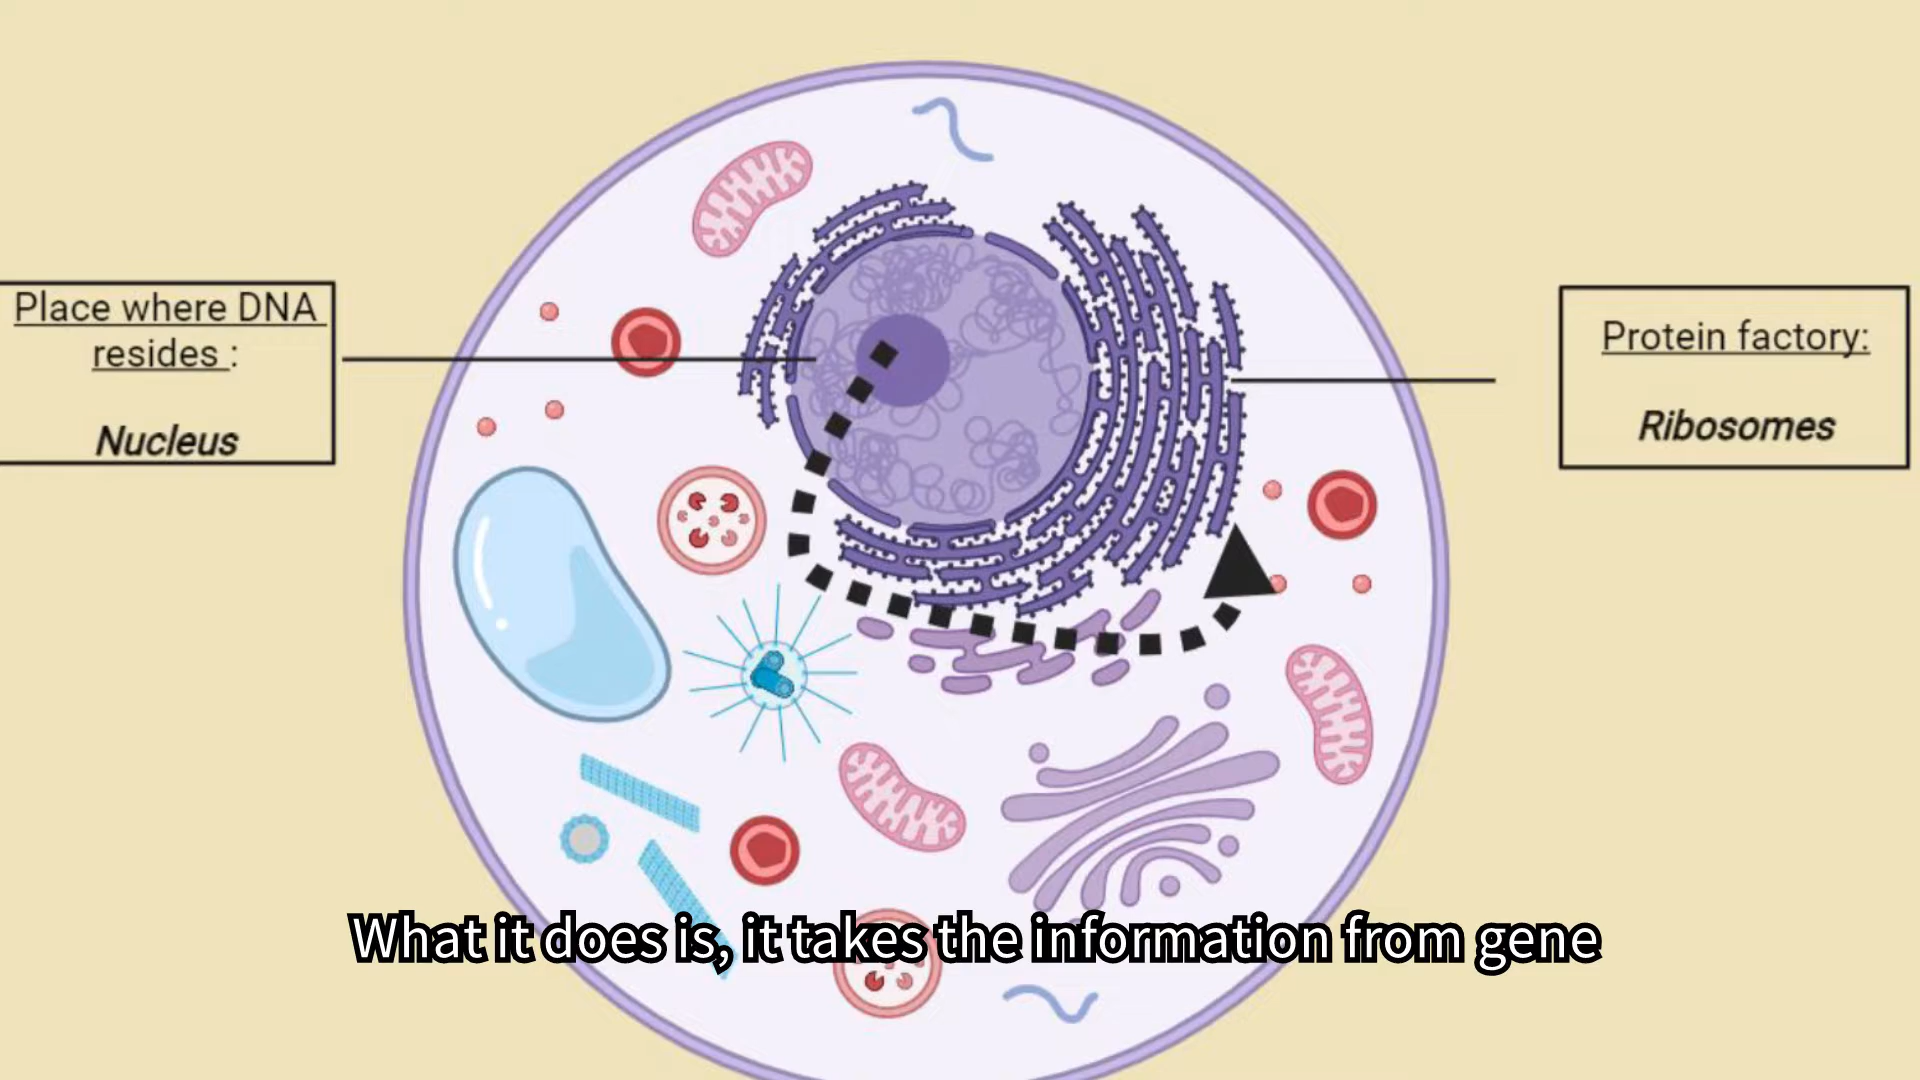 Place where DNA
resides :
Nucleus
Protein factory:
Ribosomes
What it does is, it takes the information from gene